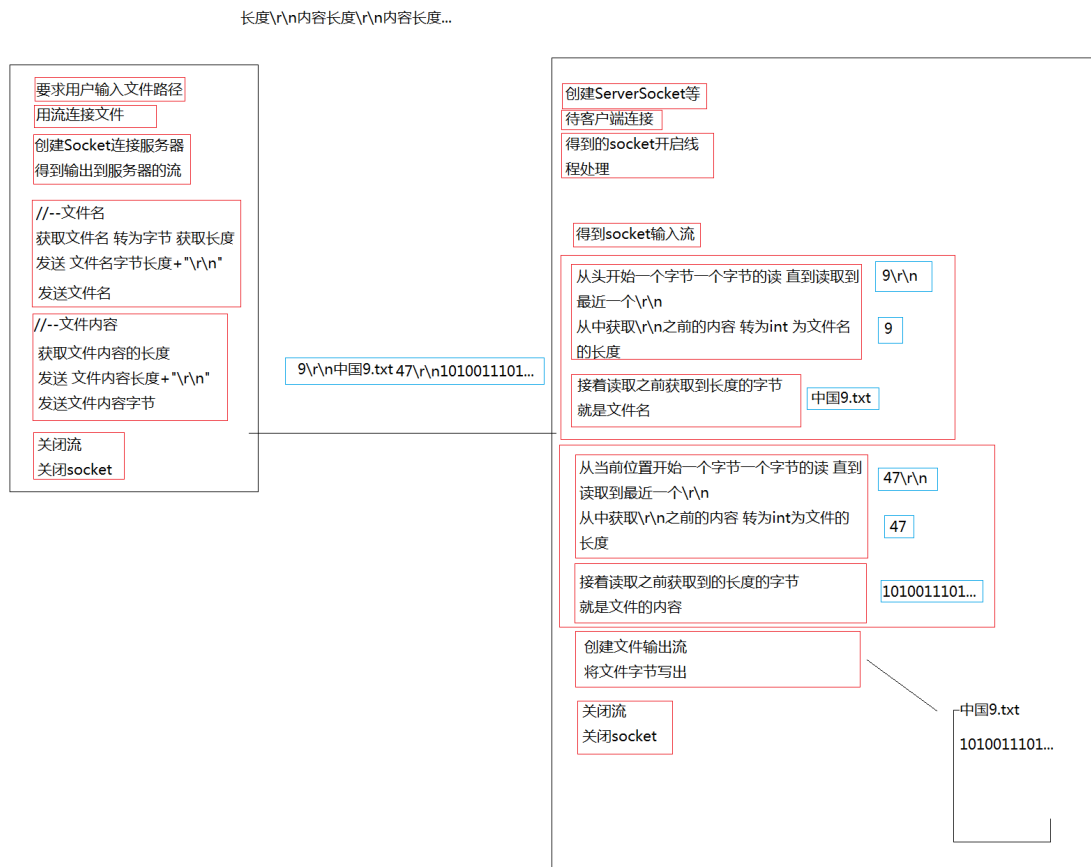 长度\r\n内容长度\r\n内容长度...
要求用户输入文件路径
用流连接文件
创建Socket连接服务器
得到输出到服务器的流
//--文件名
获取文件名 转为字节 获取长度
发送 文件名字节长度+"\r\n"
发送文件名
//--文件内容
获取文件内容的长度
发送 文件内容长度+"\r\n"
发送文件内容字节
关闭流
关闭socket
9\r\n中国9.txt 47\r\n1010011101...
创建ServerSocket等
待客户端连接
得到的socket开启线
程处理
得到socket输入流
从头开始一个字节一个字节的读 直到读取到
最近一个\r\n
从中获取\r\n之前的内容 转为int 为文件名
的长度
9\r\n
9
接着读取之前获取到长度的字节
就是文件名
中国9.txt
从当前位置开始一个字节一个字节的读 直到
读取到最近一个\r\n
从中获取\r\n之前的内容 转为int为文件的
长度
47\r\n
47
接着读取之前获取到的长度的字节
就是文件的内容
1010011101...
创建文件输出流
将文件字节写出
关闭流
关闭socket
中国9.txt
1010011101...